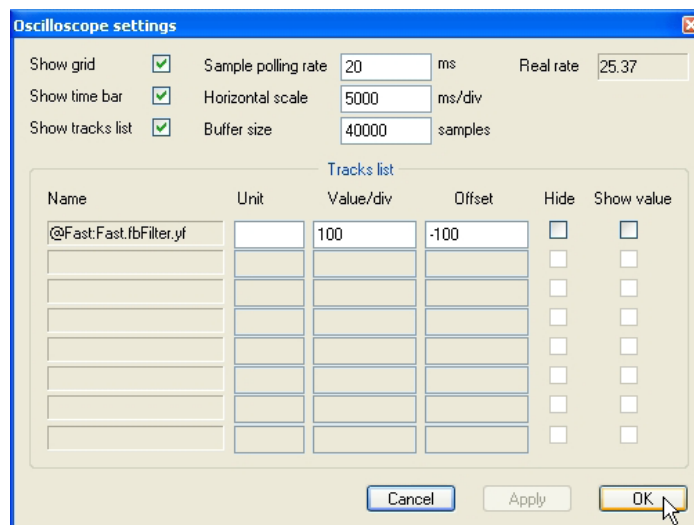 Oscilloscope settings
Show grid Sample polling rate 20 ms Real rate 25.37
Show time bar Horizontal scale 5000 ms/div
Show tracks list Buffer size 40000 samples
Tracks list
Name Unit Value/div Offset Hide Show value
@Fast:Fast.fbFilter.yf 100 -100
Cancel Apply OK